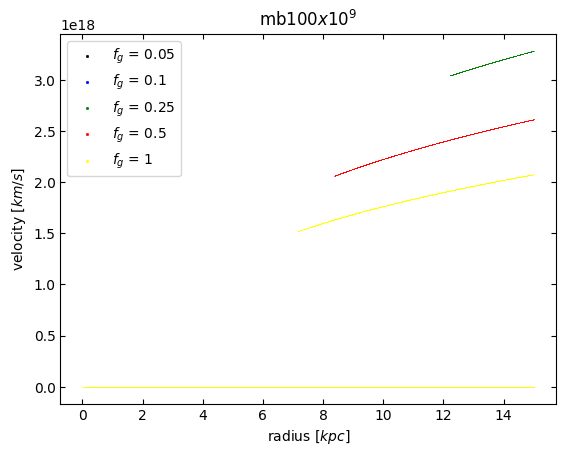 mb100x10^9
1e18
f_g = 0.05
f_g = 0.1
f_g = 0.25
f_g = 0.5
f_g = 1
3.0
2.5
2.0
1.5
1.0
0.5
0.0
velocity [km/s]
0 2 4 6 8 10 12 14
radius [kpc]